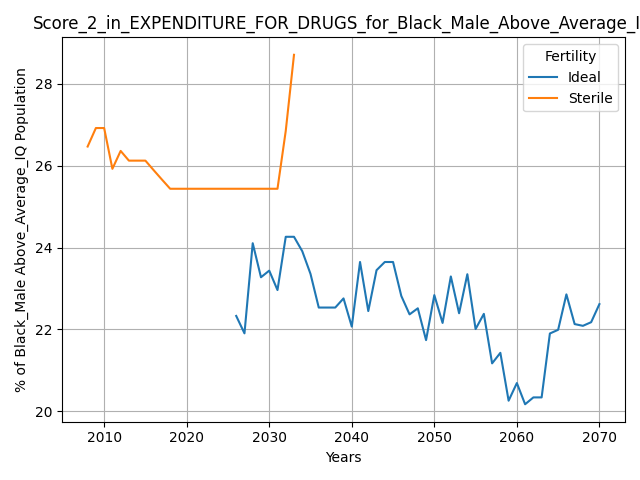 Score_2_in_EXPENDITURE_FOR_DRUGS_for_Black_Male_Above_Average_I
Fertility
Ideal
Sterile
% of Black_Male Above_Average_IQ Population
28
26
24
22
20
2010 2020 2030 2040 2050 2060 2070
Years